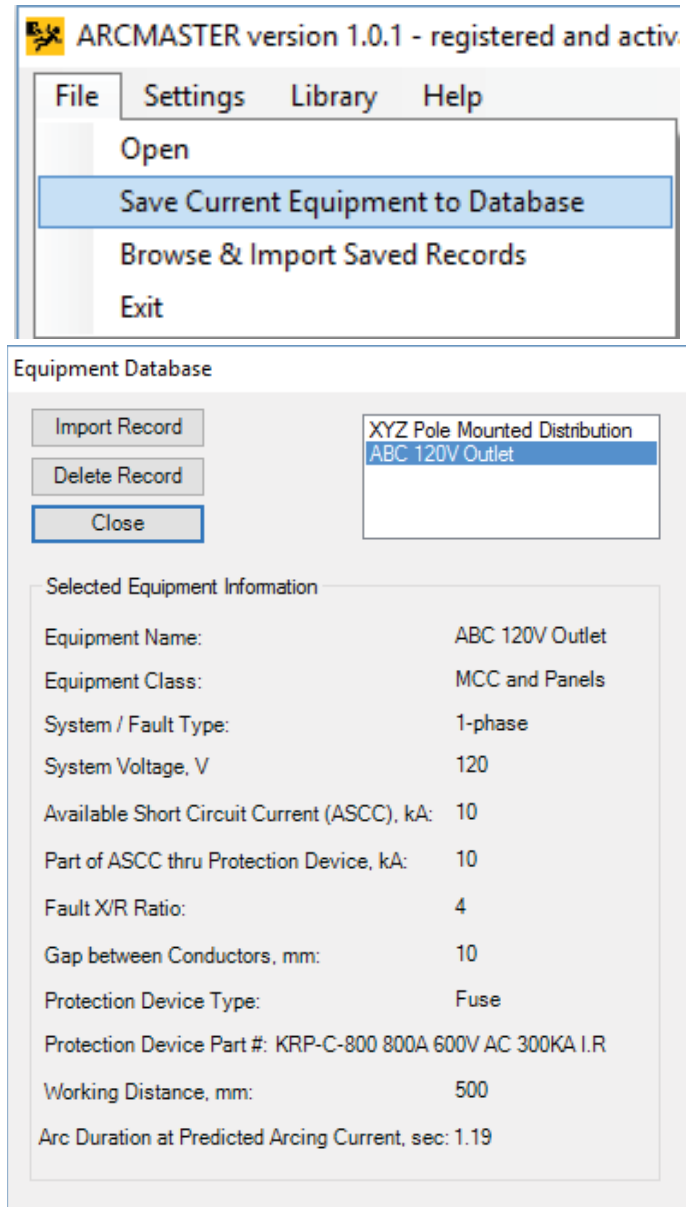 ARCMASTER version 1.0.1 - registered and activ
File Settings Library Help
Open
Save Current Equipment to Database
Browse & Import Saved Records
Exit
Equipment Database
Import Record
Delete Record
Close
XYZ Pole Mounted Distribution
ABC 120V Outlet
Selected Equipment Information
Equipment Name: ABC 120V Outlet
Equipment Class: MCC and Panels
System / Fault Type: 1-phase
System Voltage, V 120
Available Short Circuit Current (ASCC), kA: 10
Part of ASCC thru Protection Device, kA: 10
Fault X/R Ratio: 4
Gap between Conductors, mm: 10
Protection Device Type: Fuse
Protection Device Part #: KRP-C-800 800A 600V AC 300KA I.R
Working Distance, mm: 500
Arc Duration at Predicted Arcing Current, sec: 1.19